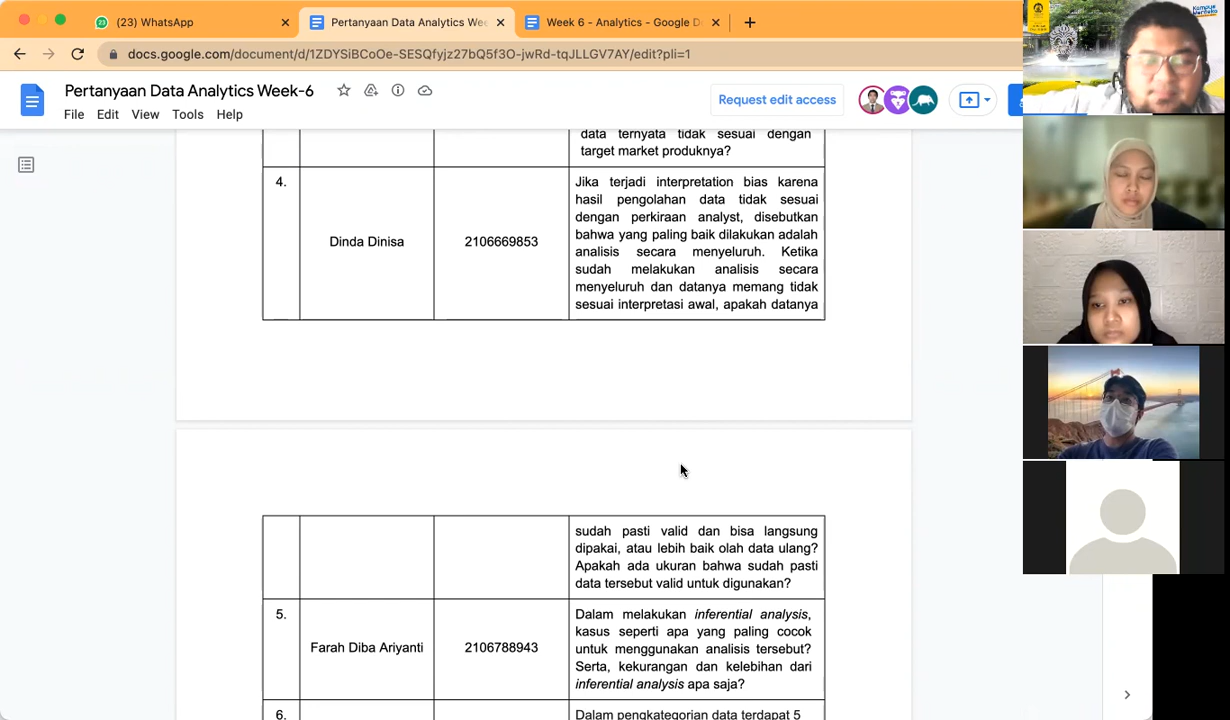 (23) WhatsApp
Pertanyaan Data Analytics Wee
Week 6 - Analytics - Google D
docs.google.com/document/d/1ZDYSiBCoOe-SESQfyjz27bQ5f3O-jwRd-tqJLLGV7AY/edit?pli=1
Pertanyaan Data Analytics Week-6
File Edit View Tools Help
Request edit access
data ternyata tidak sesuai dengan
target market produknya?
4.
Dinda Dinisa
2106669853
Jika terjadi interpretation bias karena
hasil pengolahan data tidak sesuai
dengan perkiraan analyst, disebutkan
bahwa yang paling baik dilakukan adalah
analisis secara menyeluruh. Ketika
sudah melakukan analisis secara
menyeluruh dan datanya memang tidak
sesuai interpretasi awal, apakah datanya
sudah pasti valid dan bisa langsung
dipakai, atau lebih baik olah data ulang?
Apakah ada ukuran bahwa sudah pasti
data tersebut valid untuk digunakan?
5.
Farah Diba Ariyanti
2106788943
Dalam melakukan inferential analysis,
kasus seperti apa yang paling cocok
untuk menggunakan analisis tersebut?
Serta, kekurangan dan kelebihan dari
inferential analysis apa saja?
6.
Dalam pengkategorian data terdapat 5